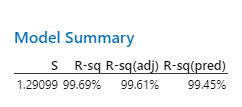 Model Summary
S R-sq R-sq(adj) R-sq(pred)
1.29099 99.69% 99.61% 99.45%